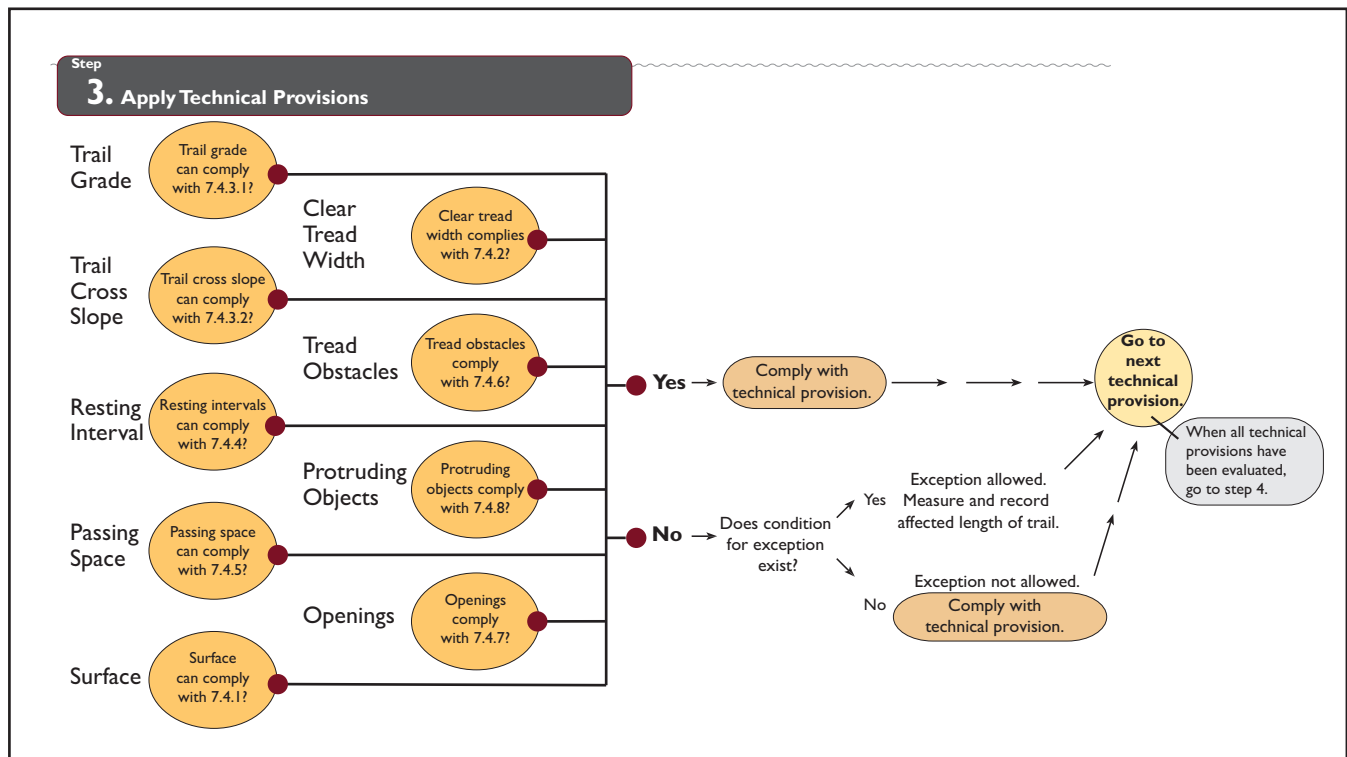 Step
3. Apply Technical Provisions
Trail
Grade
Trail grade
can comply
with 7.4.3.1?
Clear
Tread
Width
Clear tread
width complies
with 7.4.2?
Trail
Cross
Slope
Trail cross slope
can comply
with 7.4.3.2?
Tread
Obstacles
Tread obstacles
comply
with 7.4.6?
Resting
Interval
Resting intervals
can comply
with 7.4.4?
Protruding
Objects
Protruding
objects comply
with 7.4.8?
Passing
Space
Passing space
can comply
with 7.4.5?
Openings
Openings
comply
with 7.4.7?
Surface
Surface
can comply
with 7.4.1?
Yes
Comply with
technical provision.
Go to
next
technical
provision.
When all technical
provisions have
been evaluated,
go to step 4.
No
Does condition
for exception
exist?
Yes
Exception allowed.
Measure and record
affected length of trail.
No
Exception not allowed.
Comply with
technical provision.